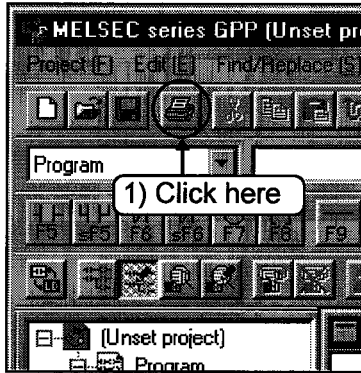 MELSEC series GPP (Unset pr
Project(F) Edit(E) Find/Replace(S)
Program
1) Click here
F5 sF5 F6 sF6 F7 F8 F9
(Unset project)
Program